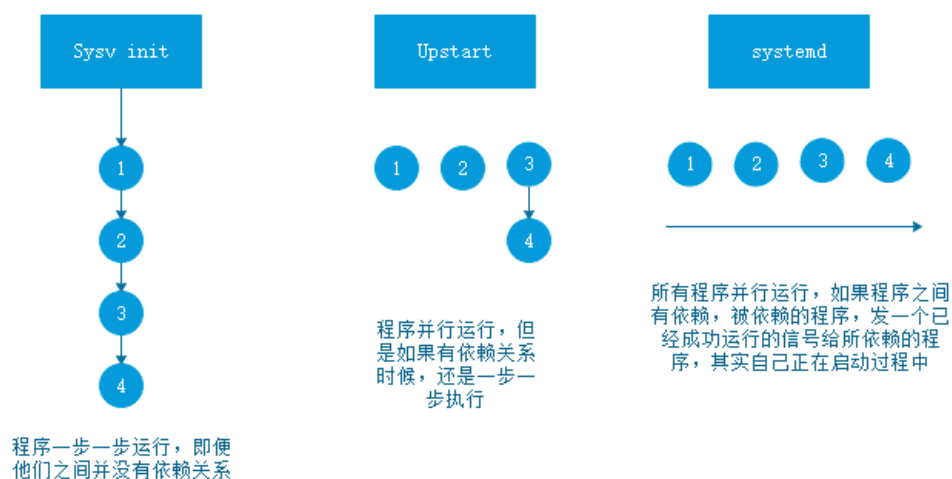 Sysv init
1
2
3
4
程序一步一步运行，即便
他们之间并没有依赖关系
Upstart
1
2
3
4
程序并行运行，但
是如果有依赖关系
时候，还是一步一
步执行
systemd
1
2
3
4
所有程序并行运行，如果程序之间
有依赖，被依赖的程序，发一个已
经成功运行的信号给所依赖的程
序，其实自己正在启动过程中